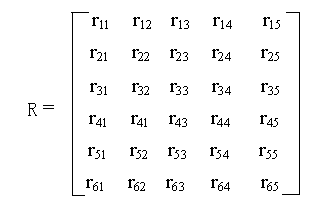 r₁₁ r₁₂ r₁₃ r₁₄ r₁₅
r₂₁ r₂₂ r₂₃ r₂₄ r₂₅
r₃₁ r₃₂ r₃₃ r₃₄ r₃₅
R = r₄₁ r₄₁ r₄₃ r₄₄ r₄₅
r₅₁ r₅₂ r₅₃ r₅₄ r₅₅
r₆₁ r₆₂ r₆₃ r₆₄ r₆₅